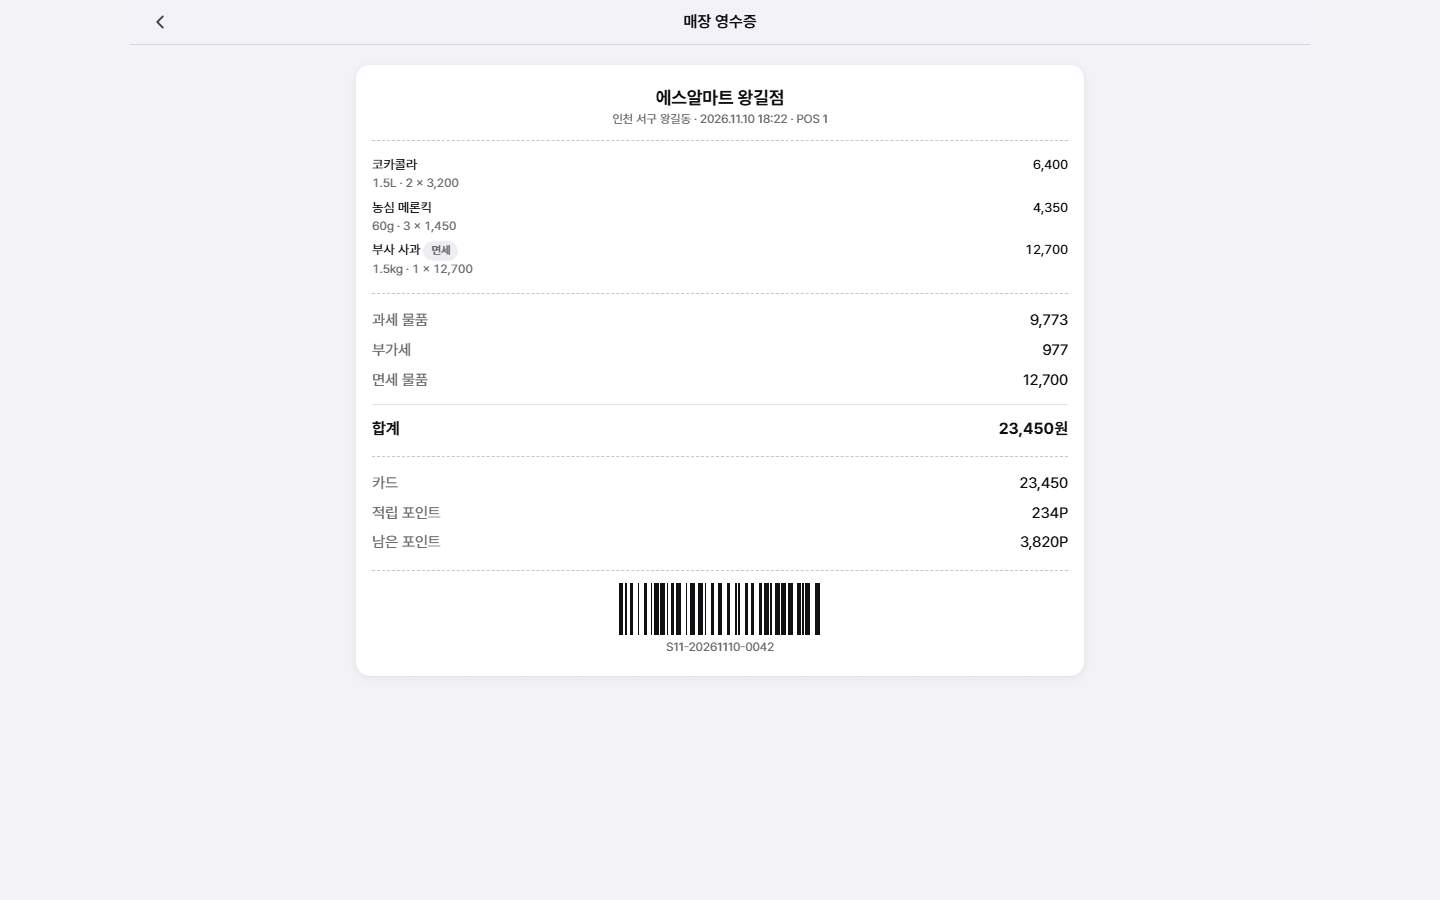 매장 영수증
에스알마트 왕길점
인천 서구 왕길동 · 2026.11.10 18:22 · POS 1
코카콜라 6,400
1.5L · 2 × 3,200
농심 메론킥 4,350
60g · 3 × 1,450
부사 사과 면세 12,700
1.5kg · 1 × 12,700
과세 물품 9,773
부가세 977
면세 물품 12,700
합계 23,450원
카드 23,450
적립 포인트 234P
남은 포인트 3,820P
S11-20261110-0042